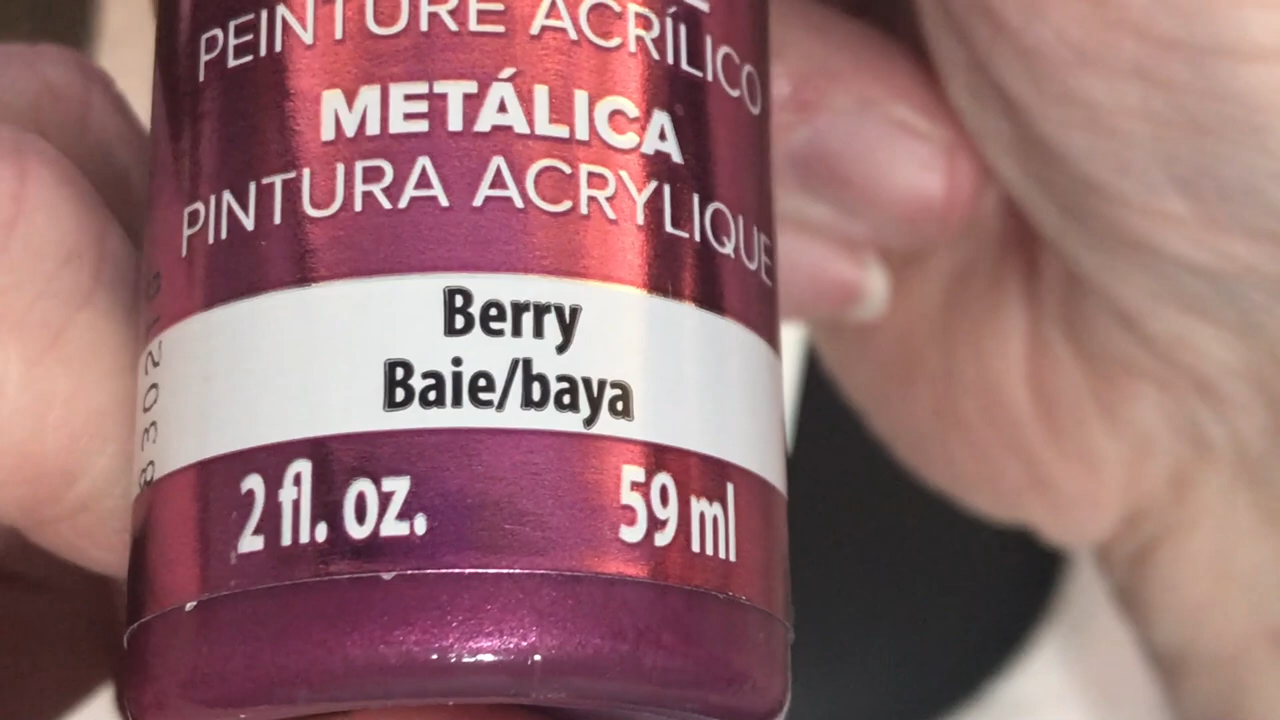 PEINTURE ACRÍLICO
METÁLICA
PINTURA ACRYLIQUE
Berry
Baie/baya
2 fl. oz.
59 ml